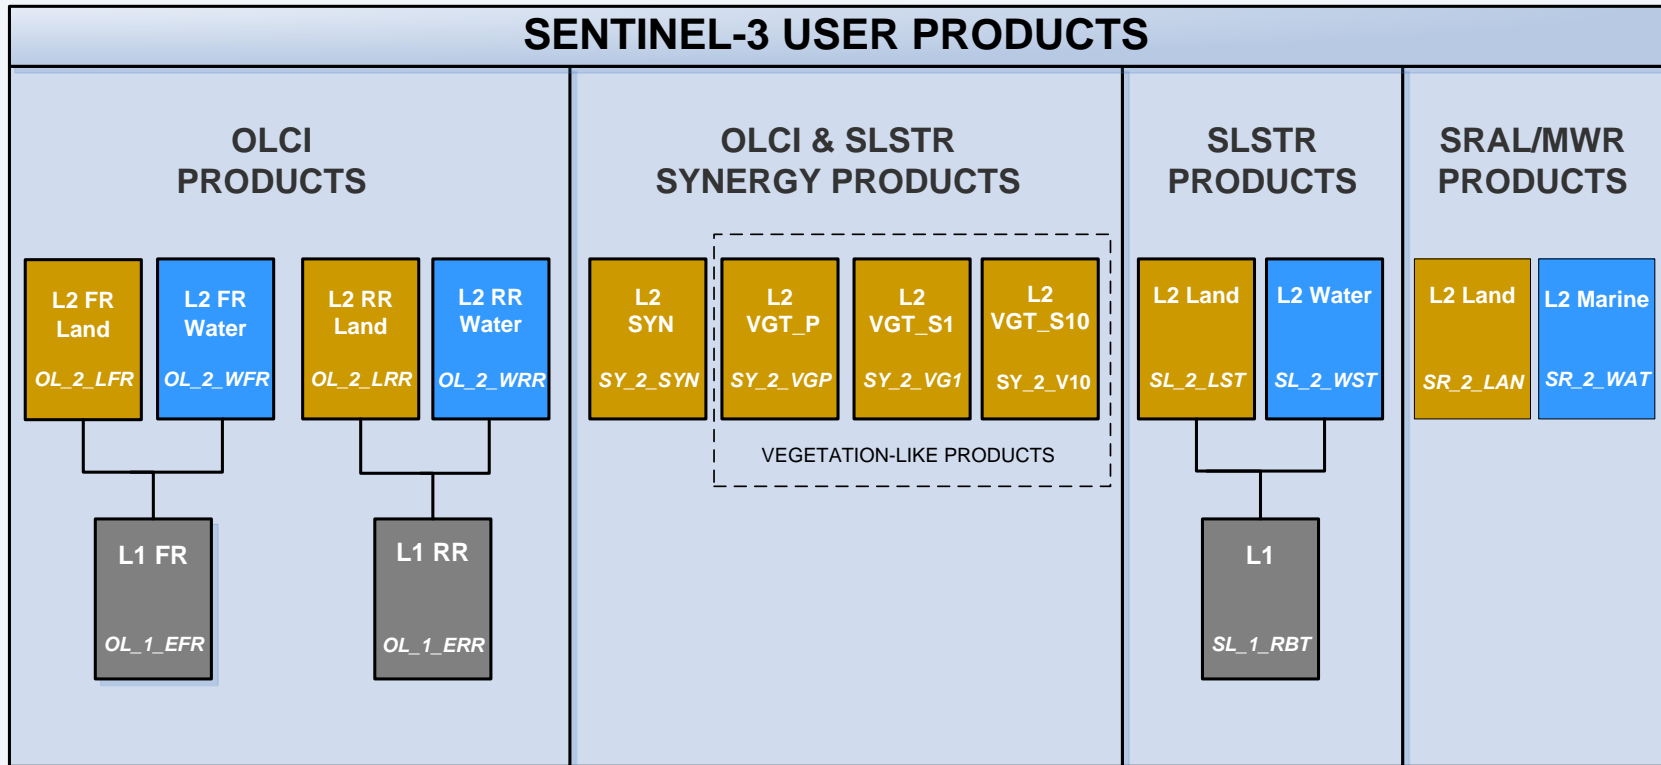 SENTINEL-3 USER PRODUCTS
OLCI
PRODUCTS
L2 FR
Land
OL_2_LFR
L2 FR
Water
OL_2_WFR
L2 RR
Land
OL_2_LRR
L2 RR
Water
OL_2_WRR
L1 FR
OL_1_EFR
L1 RR
OL_1_ERR
OLCI & SLSTR
SYNERGY PRODUCTS
L2
SYN
SY_2_SYN
L2
VGT_P
SY_2_VGP
L2
VGT_S1
SY_2_VG1
L2
VGT_S10
SY_2_V10
VEGETATION-LIKE PRODUCTS
SLSTR
PRODUCTS
L2 Land
SL_2_LST
L2 Water
SL_2_WST
L1
SL_1_RBT
SRAL/MWR
PRODUCTS
L2 Land
SR_2_LAN
L2 Marine
SR_2_WAT